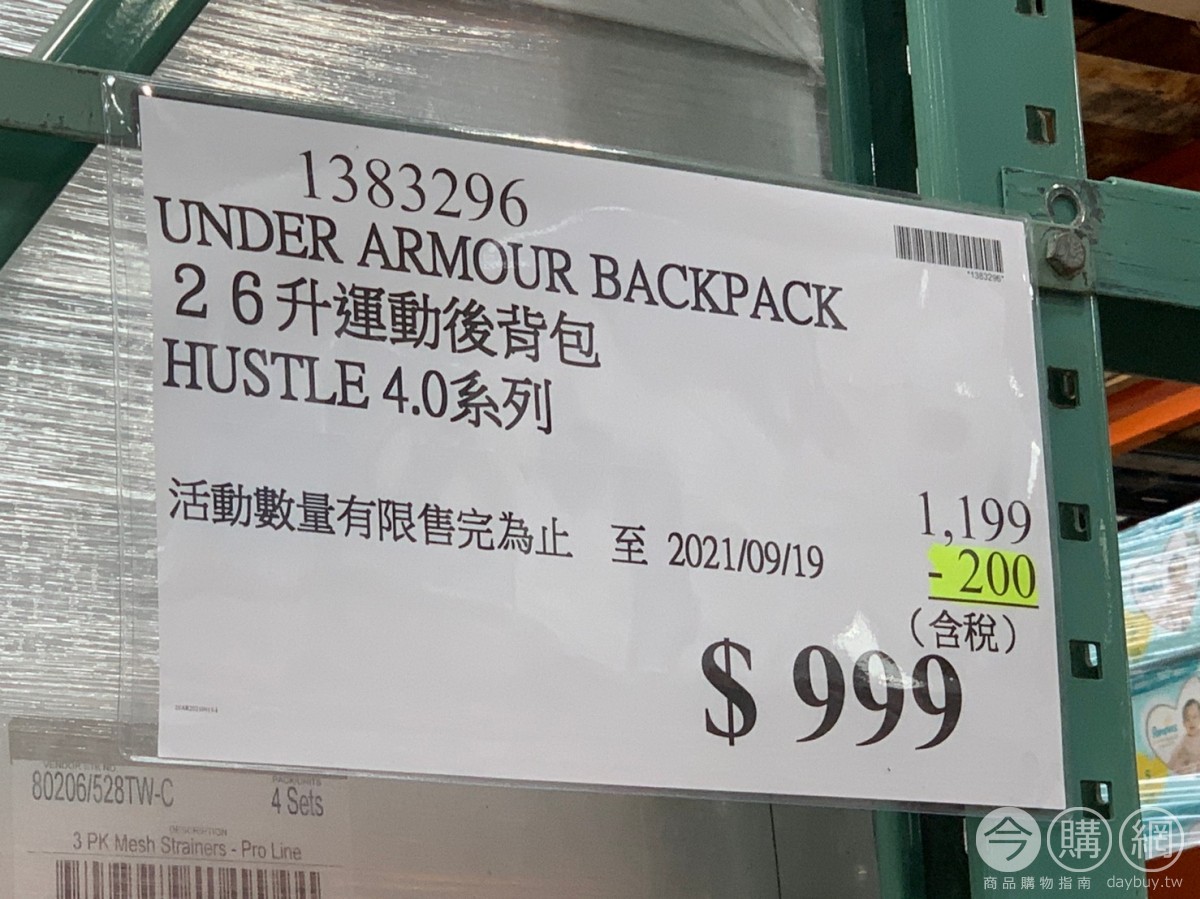 1383296
UNDER ARMOUR BACKPACK
*1383296*
２６升運動後背包
HUSTLE 4.0系列
活動數量有限售完為止 至 2021/09/19
1,199
- 200
（含稅）
$ 999
80206/528TW-C
4 Sets
DESCRIPTION
3 PK Mesh Strainers - Pro Line
Pampers
今購網
商品購物指南 daybuy.tw